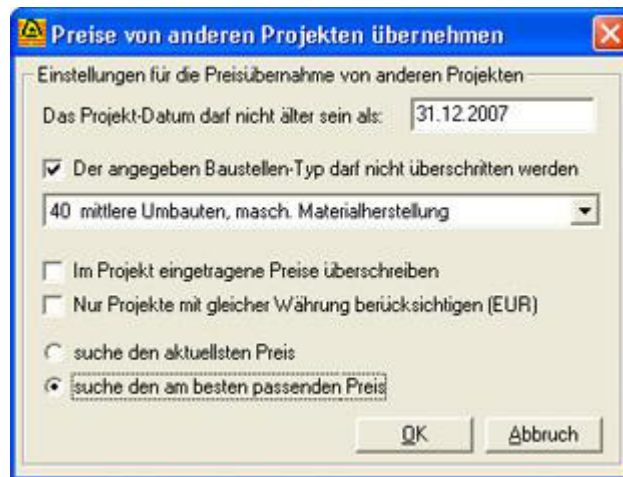 Preise von anderen Projekten übernehmen
Einstellungen für die Preisübernahme von anderen Projekten
Das Projekt-Datum darf nicht älter sein als: 31.12.2007
Der angegeben Baustellen-Typ darf nicht überschritten werden
40 mittlere Umbauten, masch. Materialherstellung
Im Projekt eingetragene Preise überschreiben
Nur Projekte mit gleicher Währung berücksichtigen (EUR)
suche den aktuellsten Preis
suche den am besten passenden Preis
OK Abbruch